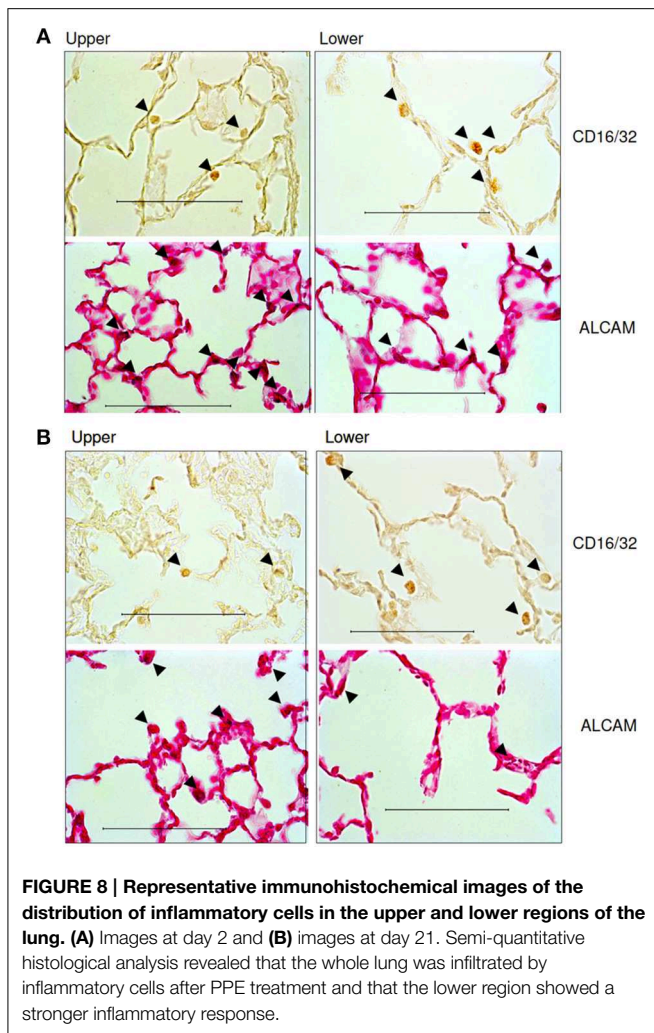 A
Upper
Lower
CD16/32
ALCAM
B
Upper
Lower
CD16/32
ALCAM
FIGURE 8 | Representative immunohistochemical images of the
distribution of inflammatory cells in the upper and lower regions of the
lung. (A) Images at day 2 and (B) images at day 21. Semi-quantitative
histological analysis revealed that the whole lung was infiltrated by
inflammatory cells after PPE treatment and that the lower region showed a
stronger inflammatory response.